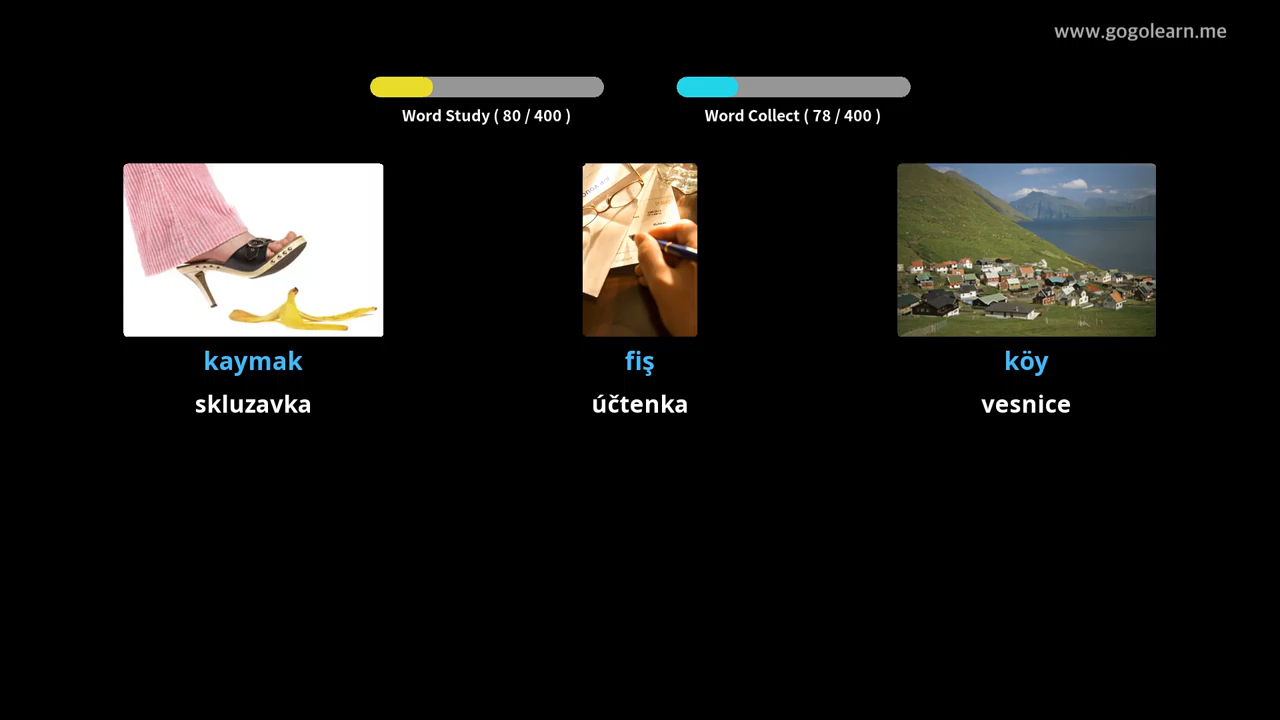 www.gogolearn.me
Word Study ( 80 / 400 )
Word Collect ( 78 / 400 )
kaymak
fiş
köy
skluzavka
účtenka
vesnice